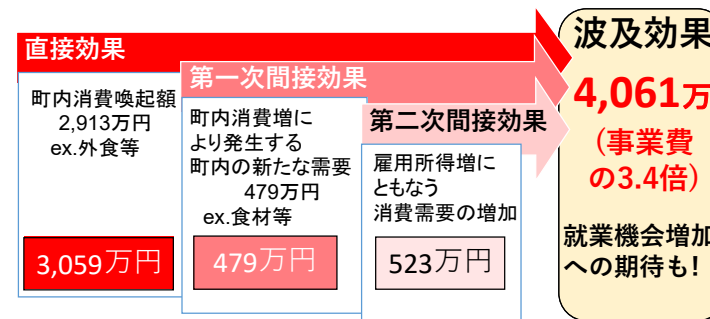 直接効果
町内消費喚起額
2,913万円
ex.外食等
3,059万円
第一次間接効果
町内消費増に
より発生する
町内の新たな需要
479万円
ex.食材等
479万円
第二次間接効果
雇用所得増に
ともなう
消費需要の増加
523万円
波及効果
4,061万
(事業費
の3.4倍)
就業機会増加
への期待も!